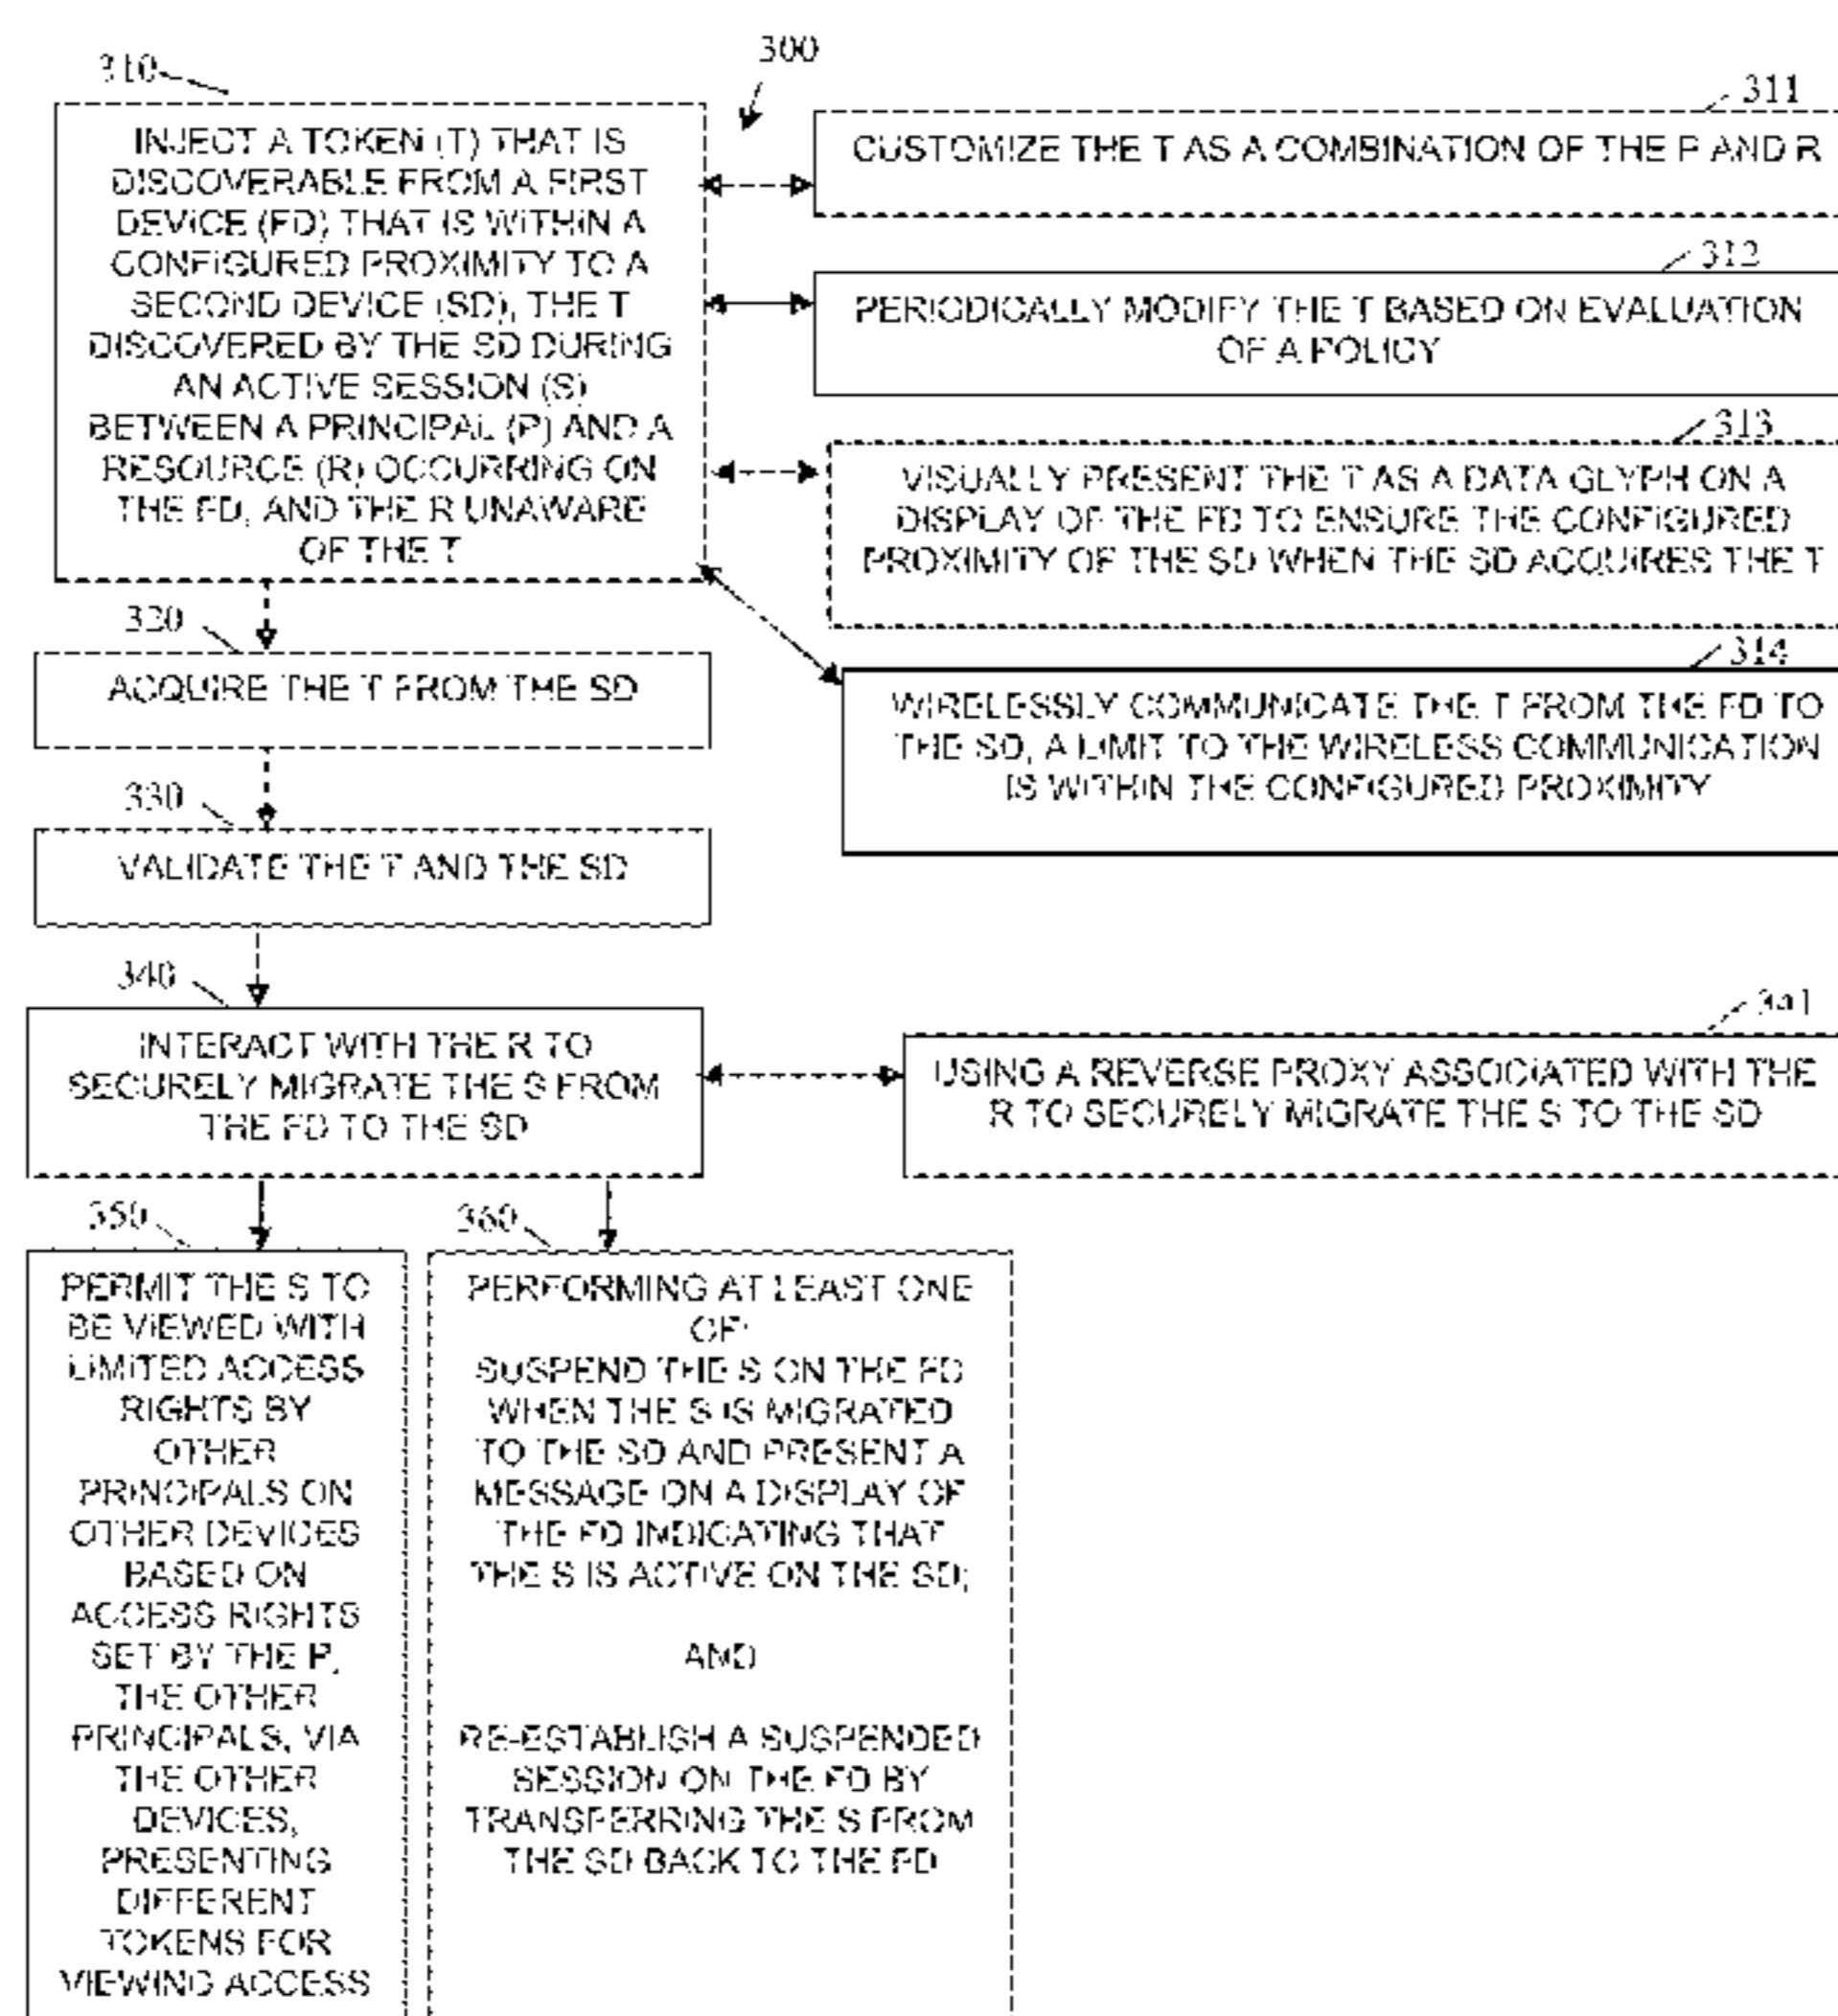 300
310
INJECT A TOKEN (T) THAT IS
DISCOVERABLE FROM A FIRST
DEVICE (FD) THAT IS WITHIN A
CONFIGURED PROXIMITY TO A
SECOND DEVICE (SD), THE T
DISCOVERED BY THE SD DURING
AN ACTIVE SESSION (S)
BETWEEN A PRINCIPAL (P) AND A
RESOURCE (R) OCCURRING ON
THE FD, AND THE R UNAWARE
OF THE T
311
CUSTOMIZE THE T AS A COMBINATION OF THE P AND R
312
PERIODICALLY MODIFY THE T BASED ON EVALUATION
OF A POLICY
313
VISUALLY PRESENT THE T AS A DATA GLYPH ON A
DISPLAY OF THE FD TO ENSURE THE CONFIGURED
PROXIMITY OF THE SD WHEN THE SD ACQUIRES THE T
314
WIRELESSLY COMMUNICATE THE T FROM THE FD TO
THE SD, A LIMIT TO THE WIRELESS COMMUNICATION
IS WITHIN THE CONFIGURED PROXIMITY
320
ACQUIRE THE T FROM THE SD
330
VALIDATE THE T AND THE SD
340
INTERACT WITH THE R TO
SECURELY MIGRATE THE S FROM
THE FD TO THE SD
341
USING A REVERSE PROXY ASSOCIATED WITH THE
R TO SECURELY MIGRATE THE S TO THE SD
350
PERMIT THE S TO
BE VIEWED WITH
LIMITED ACCESS
RIGHTS BY
OTHER
PRINCIPALS ON
OTHER DEVICES
BASED ON
ACCESS RIGHTS
SET BY THE P,
THE OTHER
PRINCIPALS, VIA
THE OTHER
DEVICES,
PRESENTING
DIFFERENT
TOKENS FOR
VIEWING ACCESS
360
PERFORMING AT LEAST ONE
OF:
SUSPEND THE S ON THE FD
WHEN THE S IS MIGRATED
TO THE SD AND PRESENT A
MESSAGE ON A DISPLAY OF
THE FD INDICATING THAT
THE S IS ACTIVE ON THE SD;
AND
RE-ESTABLISH A SUSPENDED
SESSION ON THE FD BY
TRANSFERRING THE S FROM
THE SD BACK TO THE FD